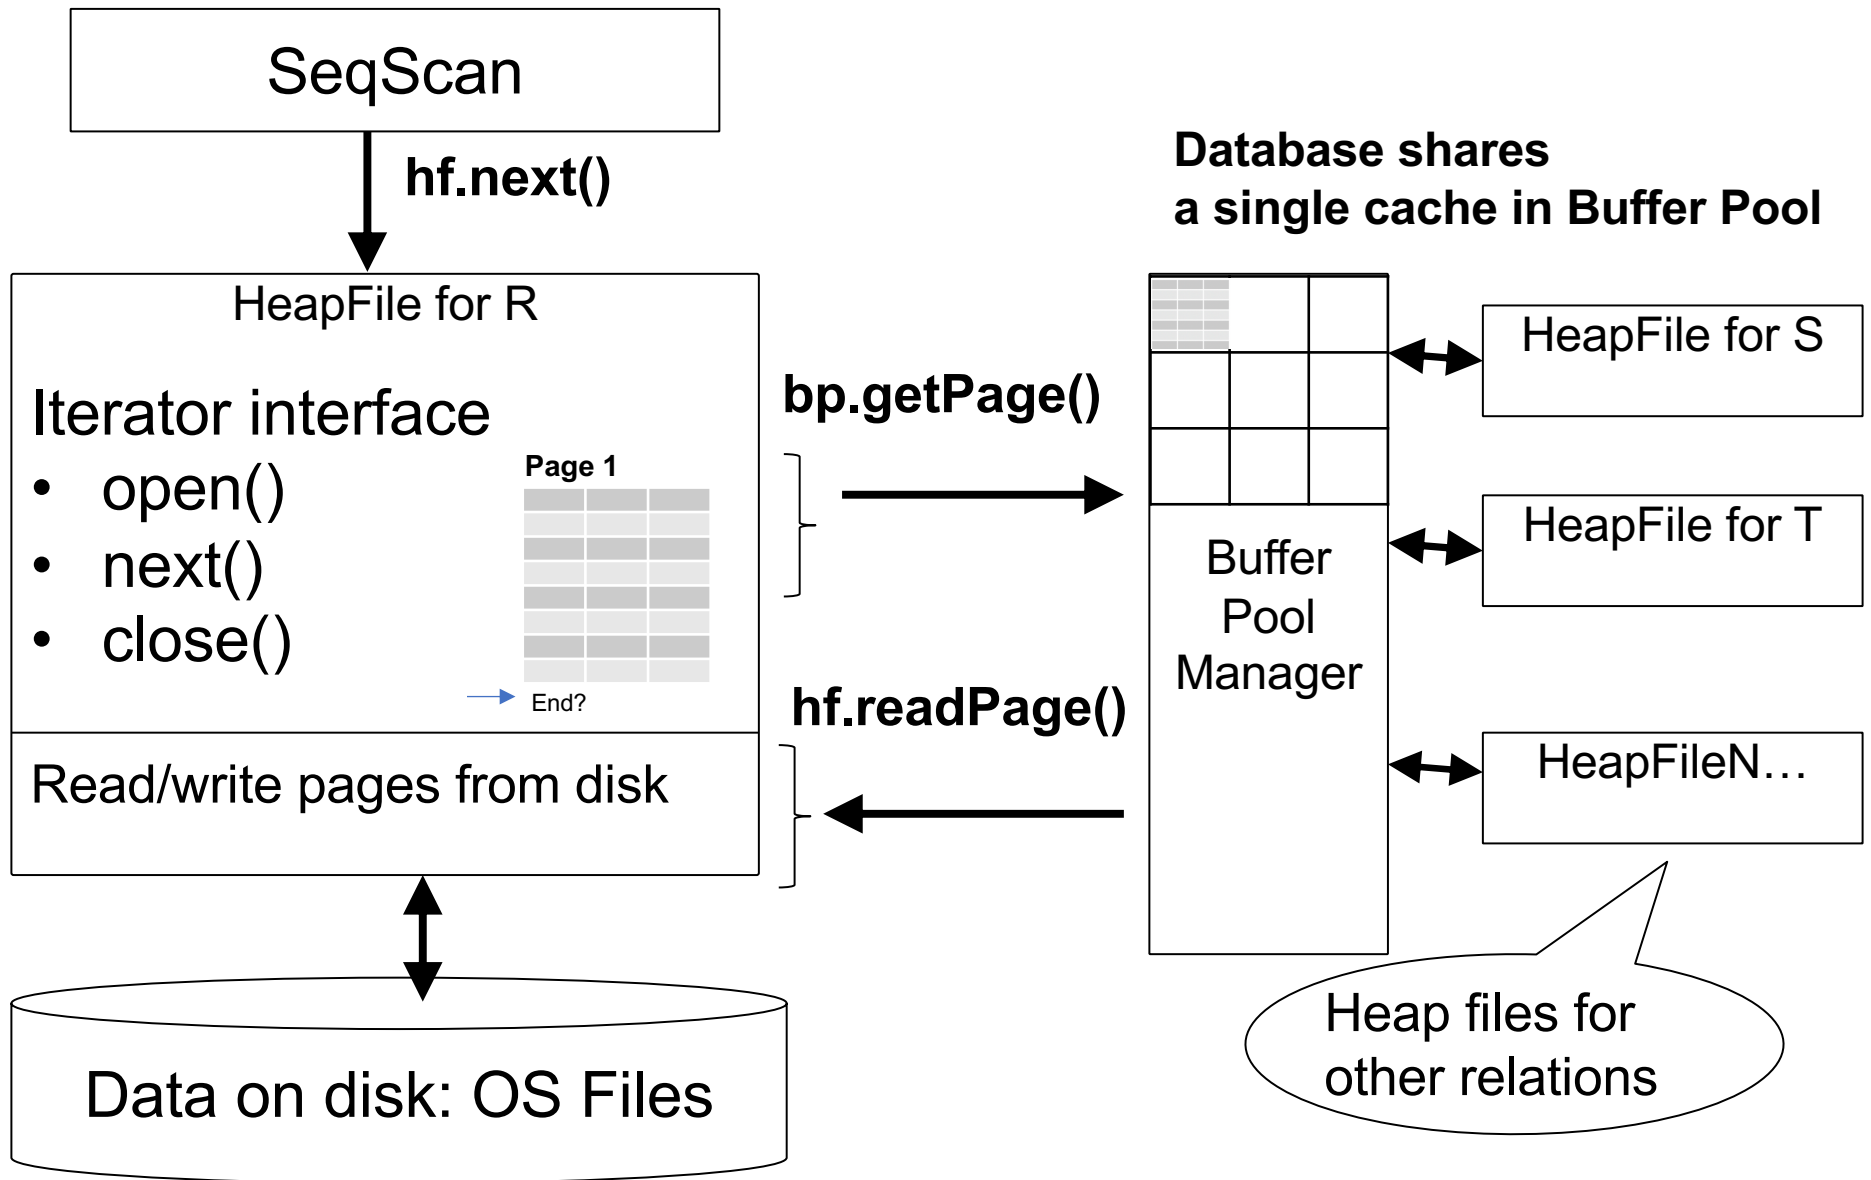 SeqScan
hf.next()
Database shares
a single cache in Buffer Pool
HeapFile for R
Iterator interface
• open()
• next()
• close()
Page 1
End?
Read/write pages from disk
bp.getPage()
hf.readPage()
Buffer
Pool
Manager
HeapFile for S
HeapFile for T
HeapFileN…
Heap files for
other relations
Data on disk: OS Files